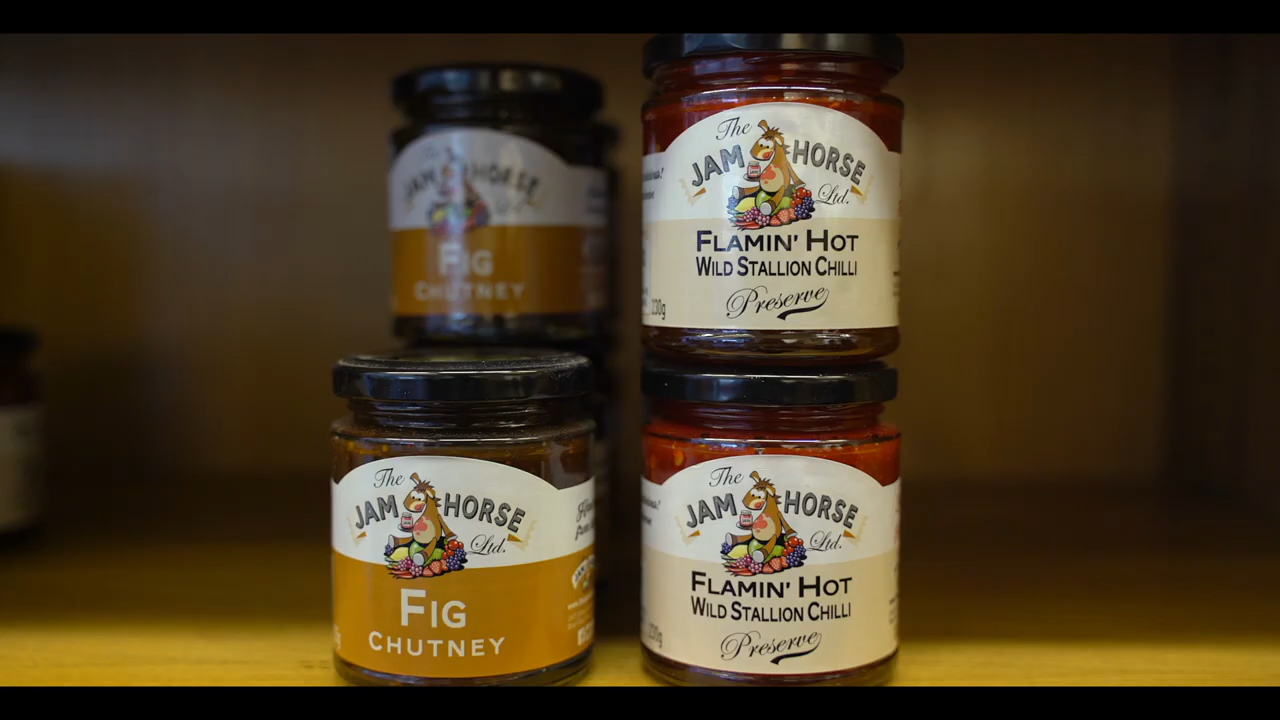 The
JAM HORSE
Ltd.
FIG
CHUTNEY
The
JAM HORSE
Ltd.
FLAMIN' HOT
WILD STALLION CHILLI
Preserve
230g
The
JAM HORSE
Ltd.
FIG
CHUTNEY
The
JAM HORSE
Ltd.
FLAMIN' HOT
WILD STALLION CHILLI
Preserve